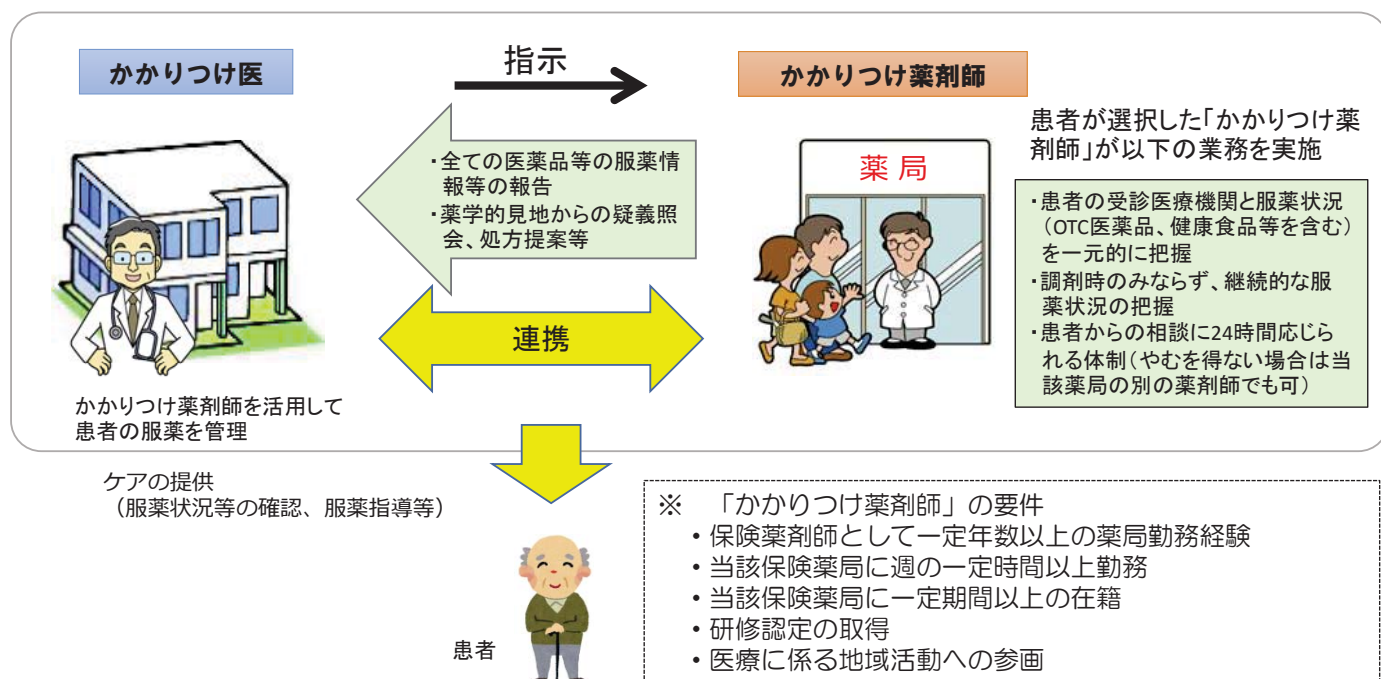 かかりつけ医
指示
かかりつけ薬剤師
・全ての医薬品等の服薬情
報等の報告
・薬学的見地からの疑義照
会、処方提案等
連携
かかりつけ薬剤師を活用して
患者の服薬を管理
薬局
患者が選択した「かかりつけ薬
剤師」が以下の業務を実施
・患者の受診医療機関と服薬状況
(OTC医薬品、健康食品等を含む)
を一元的に把握
・調剤時のみならず、継続的な服
薬状況の把握
・患者からの相談に24時間応じら
れる体制(やむを得ない場合は当
該薬局の別の薬剤師でも可)
ケアの提供
(服薬状況等の確認、服薬指導等)
患者
※ 「かかりつけ薬剤師」の要件
・保険薬剤師として一定年数以上の薬局勤務経験
・当該保険薬局に週の一定時間以上勤務
・当該保険薬局に一定期間以上の在籍
・研修認定の取得
・医療に係る地域活動への参画